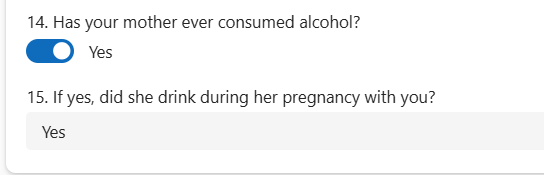 14. Has your mother ever consumed alcohol?
Yes
15. If yes, did she drink during her pregnancy with you?
Yes